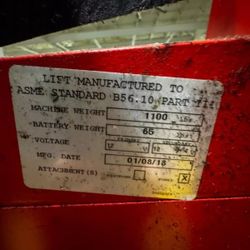 LIFT MANUFACTURED TO
ASME STANDARD B56.10 PART III
MACHINE WEIGHT 1100 LBS
BATTERY WEIGHT 65
VOLTAGE
MFG. DATE 01/08/18
ATTACHMENT(S) X